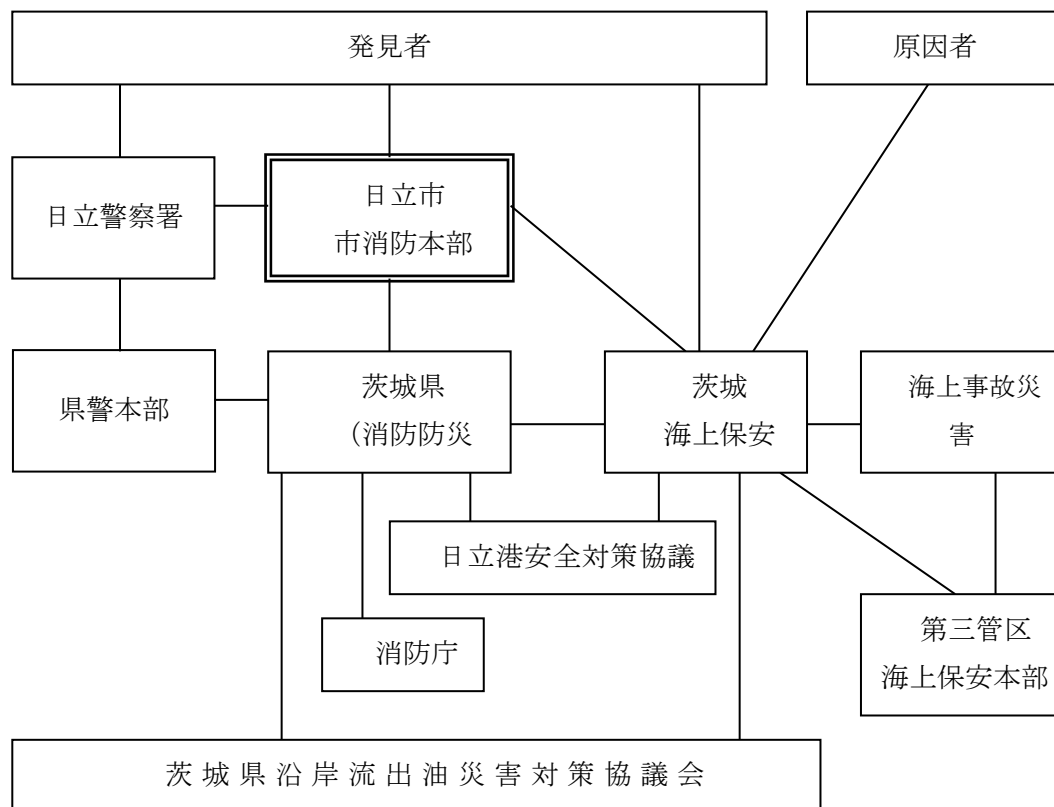 発見者
原因者
日立警察署
日立市
市消防本部
県警本部
茨城県
(消防防災
茨城
海上保安
海上事故災
害
日立港安全対策協議
消防庁
第三管区
海上保安本部
茨城県沿岸流出油災害対策協議会